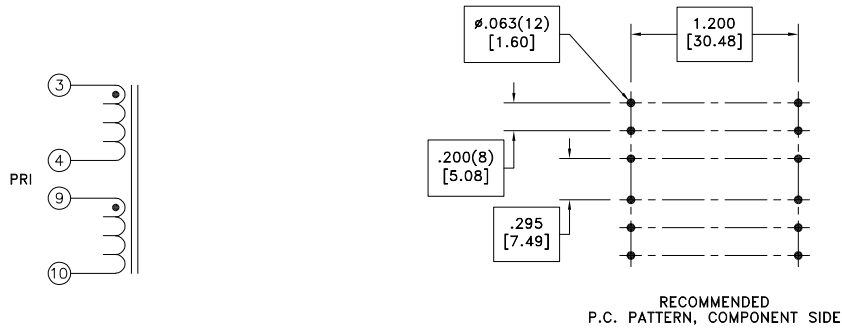 3
4
PRI
9
10
ø.063(12)
[1.60]
1.200
[30.48]
.200(8)
[5.08]
.295
[7.49]
RECOMMENDED
P.C. PATTERN, COMPONENT SIDE